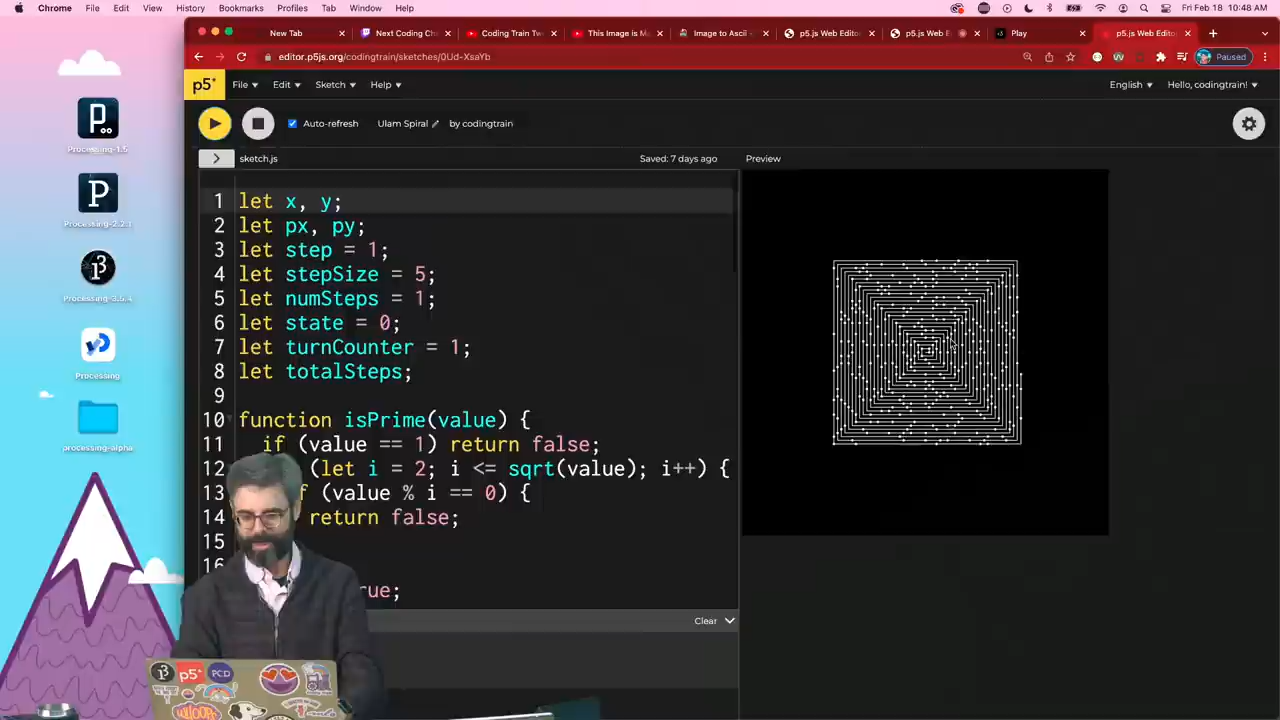 Chrome File Edit View History Bookmarks Profiles Tab Window Help Fri Feb 18 10:48 AM
New Tab Next Coding Ch Coding Train Tw This Image is M Image to Ascii p5.js Web Editor p5.js Web E Play p5.js Web Editor
editor.p5js.org/codingtrain/sketches/0Ud-XsaYb Paused
p5* File Edit Sketch Help English Hello, codingtrain!
Auto-refresh Ulam Spiral by codingtrain
sketch.js Saved: 7 days ago Preview
1 let x, y;
2 let px, py;
3 let step = 1;
4 let stepSize = 5;
5 let numSteps = 1;
6 let state = 0;
7 let turnCounter = 1;
8 let totalSteps;
9
10 function isPrime(value) {
11 if (value == 1) return false;
12 (let i = 2; i <= sqrt(value); i++) {
13 f (value % i == 0) {
14 return false;
15
16
rue;
Clear
Processing-1.5
Processing-2.2.1
Processing-3.5.4
Processing
processing-alpha
p5* PCD